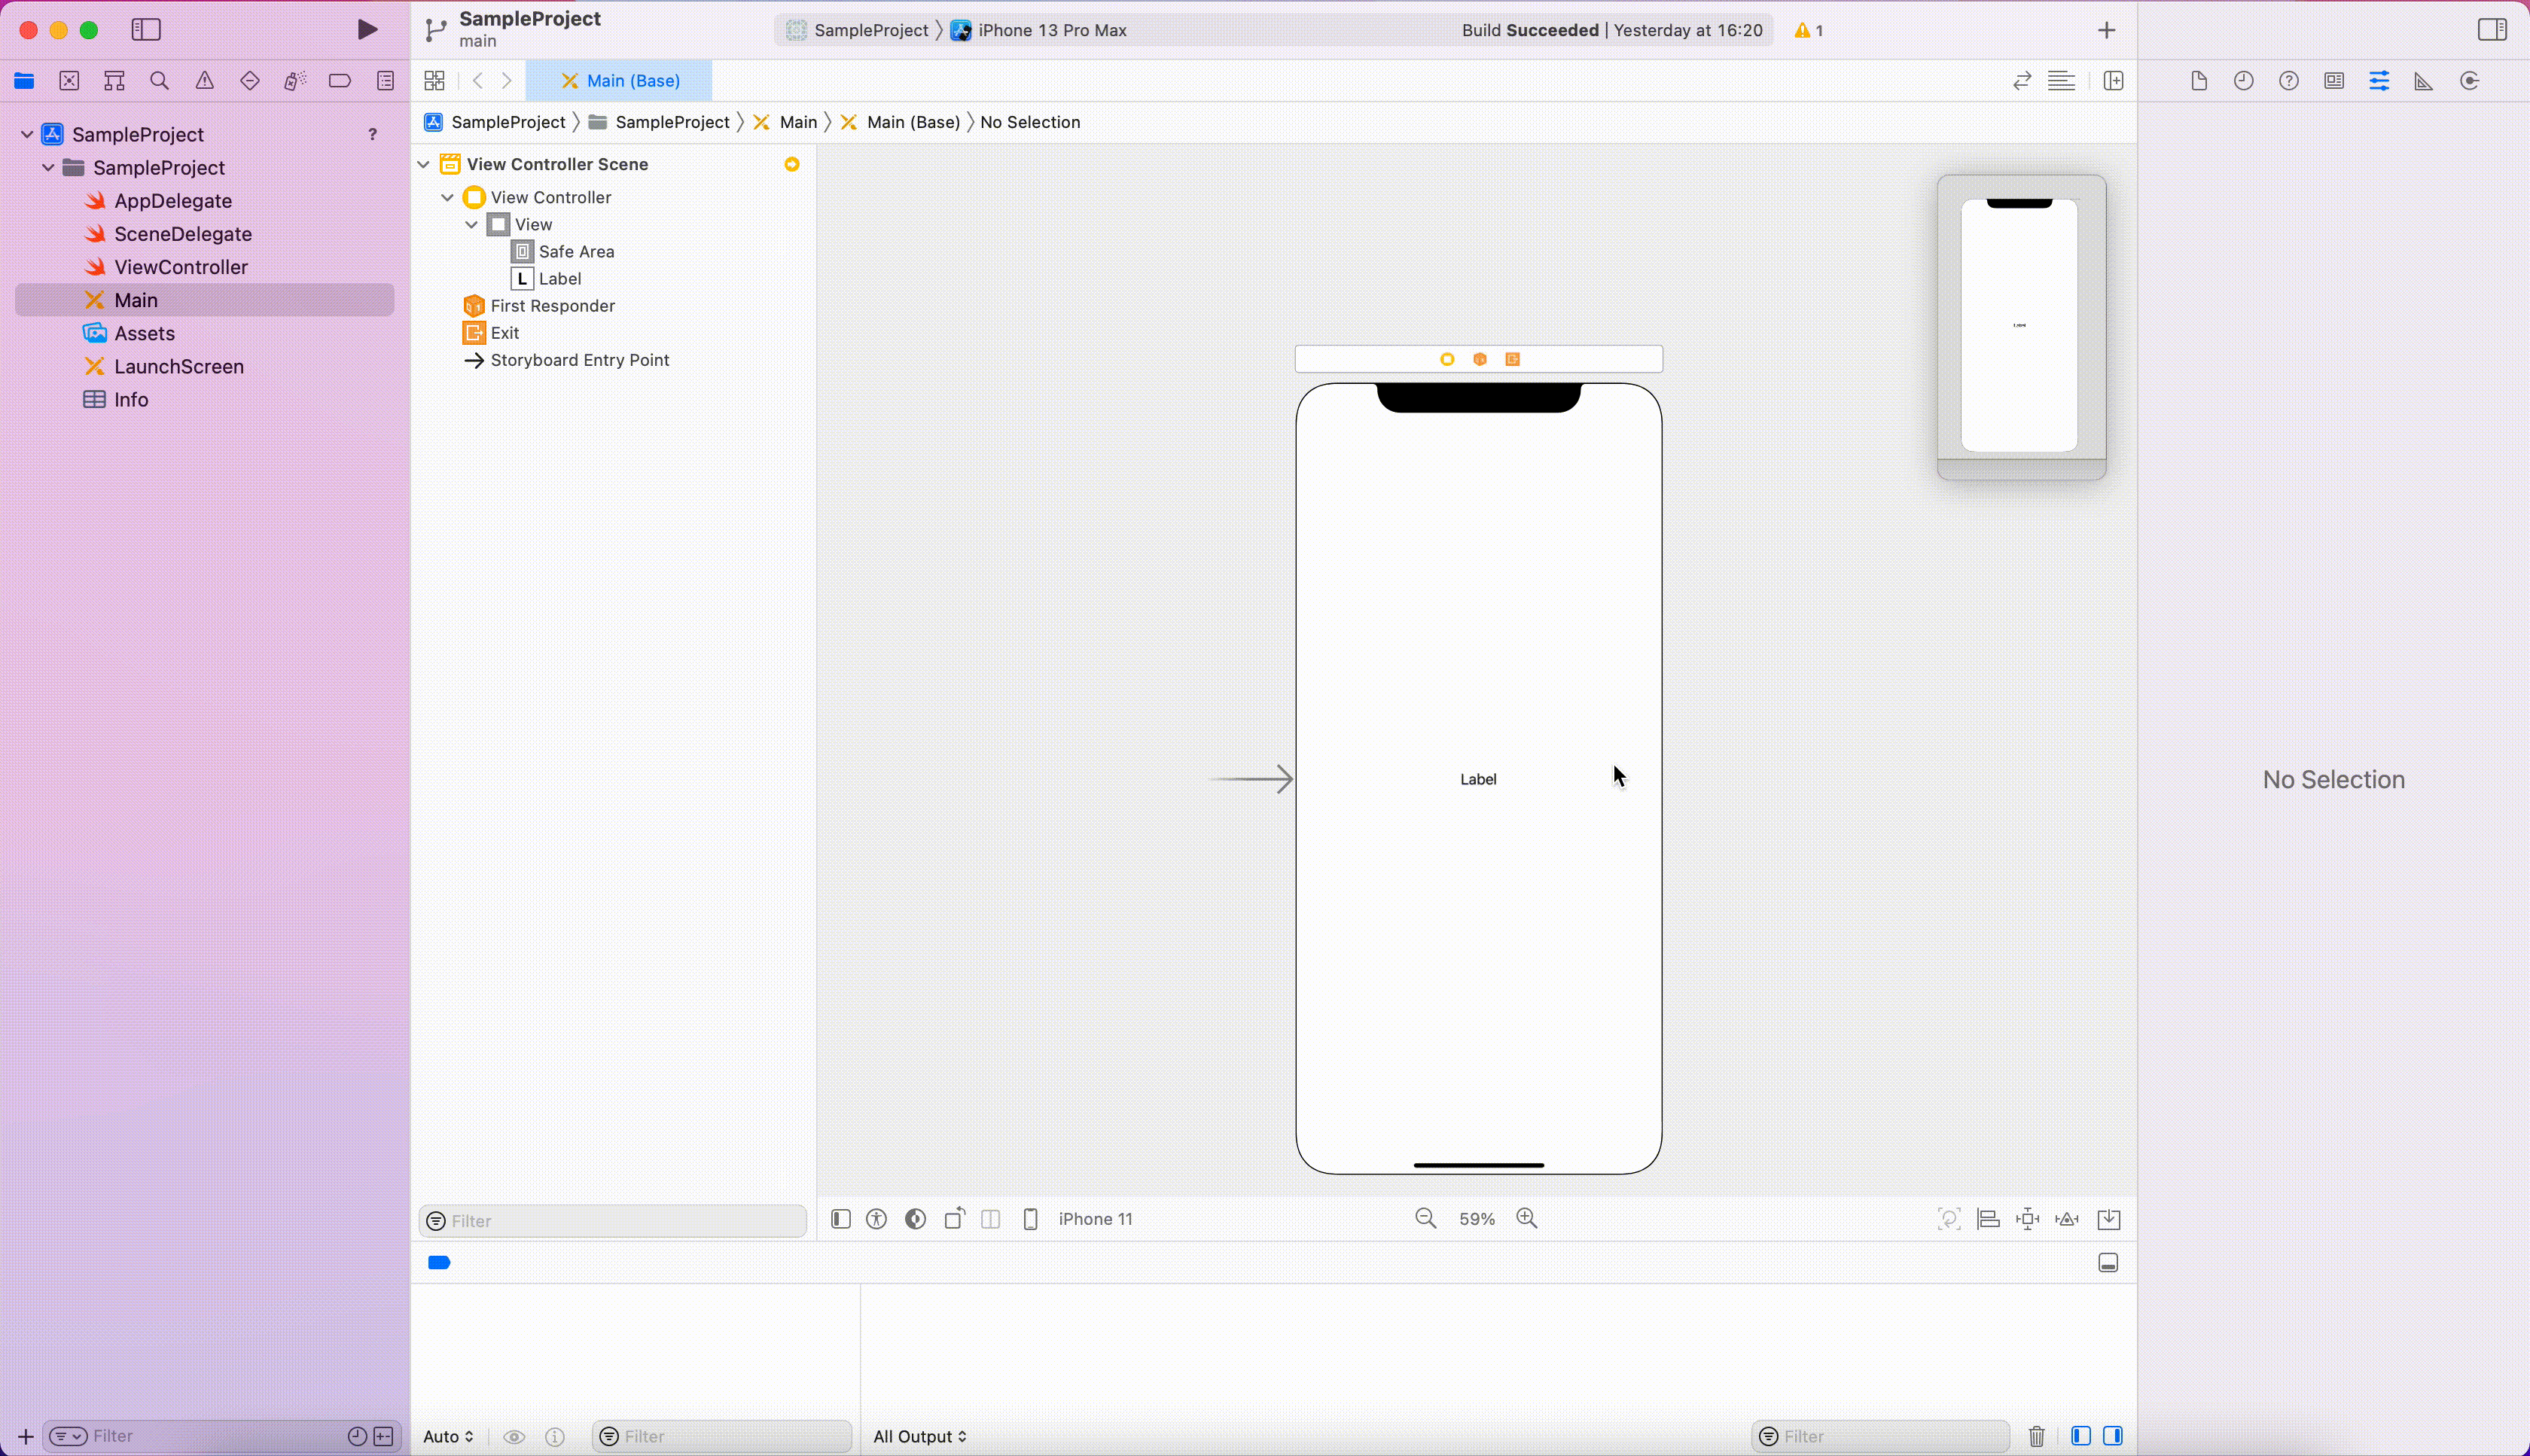 SampleProject
main
SampleProject
iPhone 13 Pro Max
Build Succeeded | Yesterday at 16:20
1
Main (Base)
SampleProject
SampleProject
Main
Main (Base)
No Selection
SampleProject
?
SampleProject
AppDelegate
SceneDelegate
ViewController
Main
Assets
LaunchScreen
Info
View Controller Scene
View Controller
View
Safe Area
L Label
First Responder
Exit
Storyboard Entry Point
Label
No Selection
Filter
iPhone 11
59%
Filter
Auto
Filter
All Output
Filter